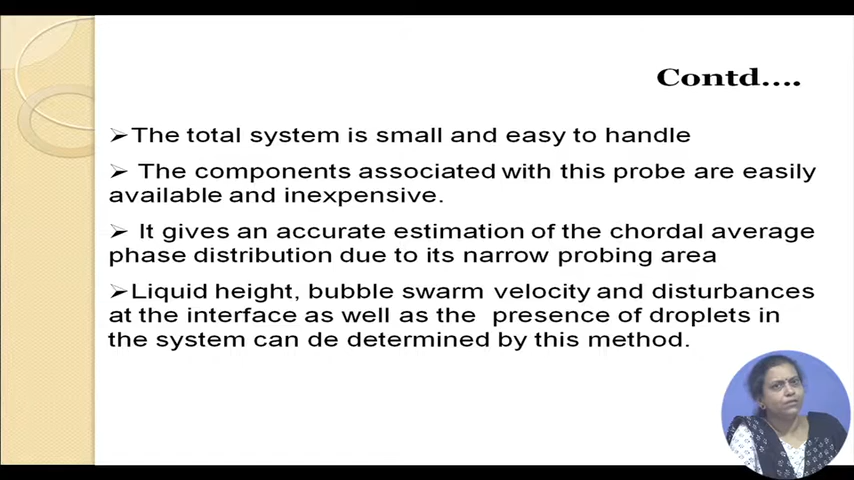 Contd....
➢The total system is small and easy to handle
➢ The components associated with this probe are easily
available and inexpensive.
➢ It gives an accurate estimation of the chordal average
phase distribution due to its narrow probing area
➢Liquid height, bubble swarm velocity and disturbances
at the interface as well as the presence of droplets in
the system can de determined by this method.